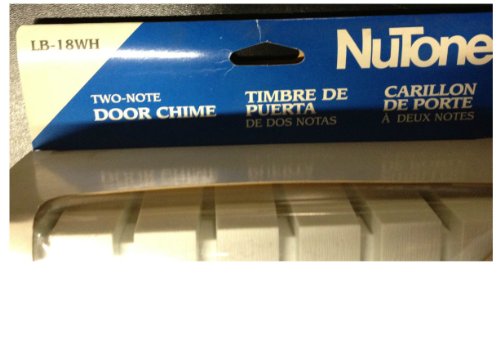 LB-18WH
NuTone
TWO-NOTE
DOOR CHIME
TIMBRE DE
PUERTA
DE DOS NOTAS
CARILLON
DE PORTE
À DEUX NOTES